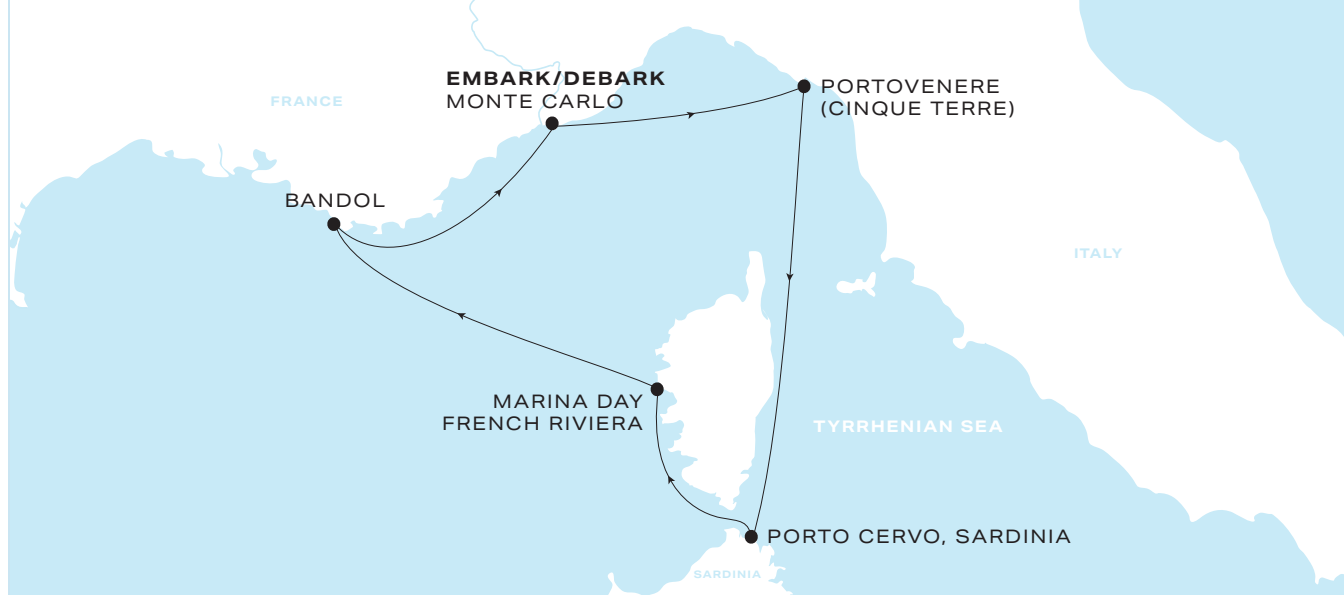 EMBARK/DEBARK
MONTE CARLO
PORTOVENERE
(CINQUE TERRE)
FRANCE
BANDOL
ITALY
MARINA DAY
FRENCH RIVIERA
TYRRHENIAN SEA
PORTO CERVO, SARDINIA
SARDINIA